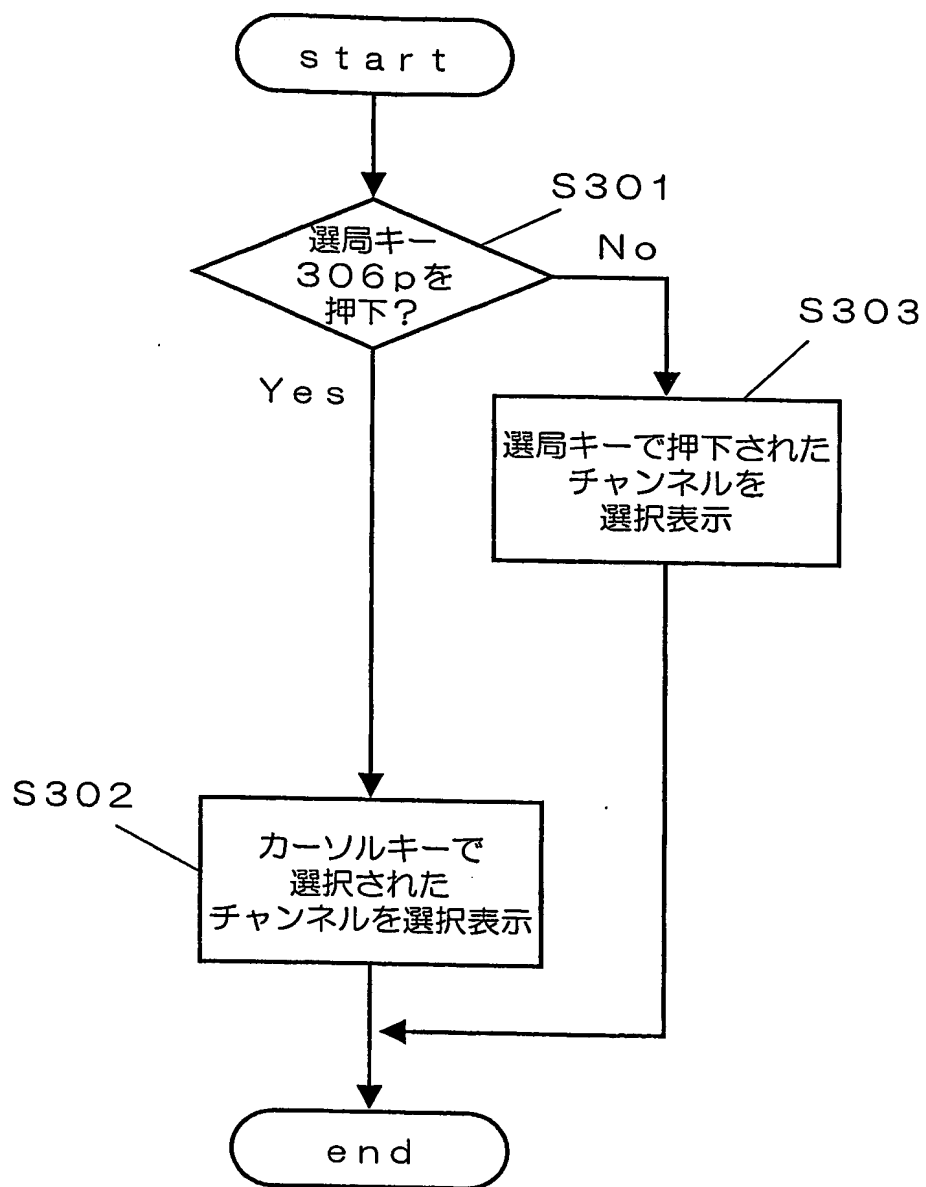 start
S301
選局キー
306pを
押下?
No
Yes
S303
選局キーで押下された
チャンネルを
選択表示
S302
カーソルキーで
選択された
チャンネルを選択表示
end